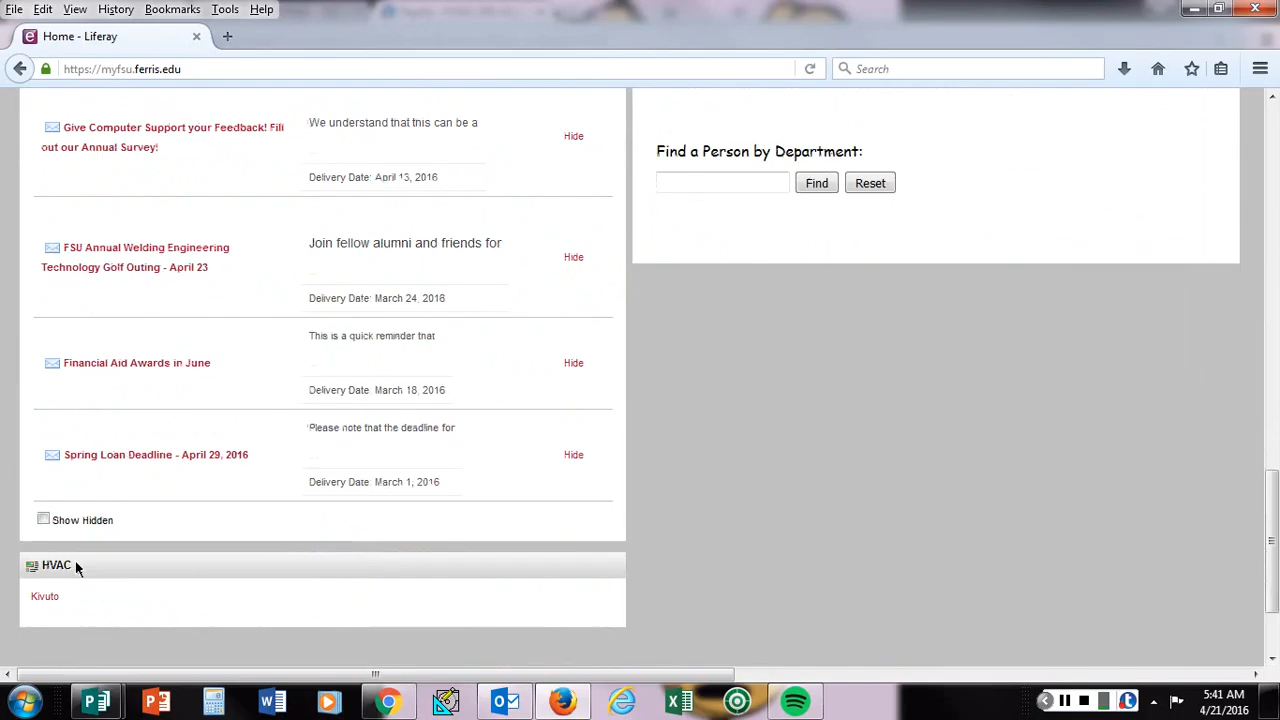 File Edit View History Bookmarks Tools Help
Home - Liferay
https://myfsu.ferris.edu
Search
Give Computer Support your Feedback! Fill
out our Annual Survey!
We understand that this can be a
Delivery Date: April 13, 2016
Hide
FSU Annual Welding Engineering
Technology Golf Outing - April 23
Join fellow alumni and friends for
Delivery Date: March 24, 2016
Hide
Financial Aid Awards in June
This is a quick reminder that
Delivery Date: March 18, 2016
Hide
Spring Loan Deadline - April 29, 2016
Please note that the deadline for
Delivery Date: March 1, 2016
Hide
Show Hidden
HVAC
Kivuto
Find a Person by Department:
Find Reset
5:41 AM
4/21/2016